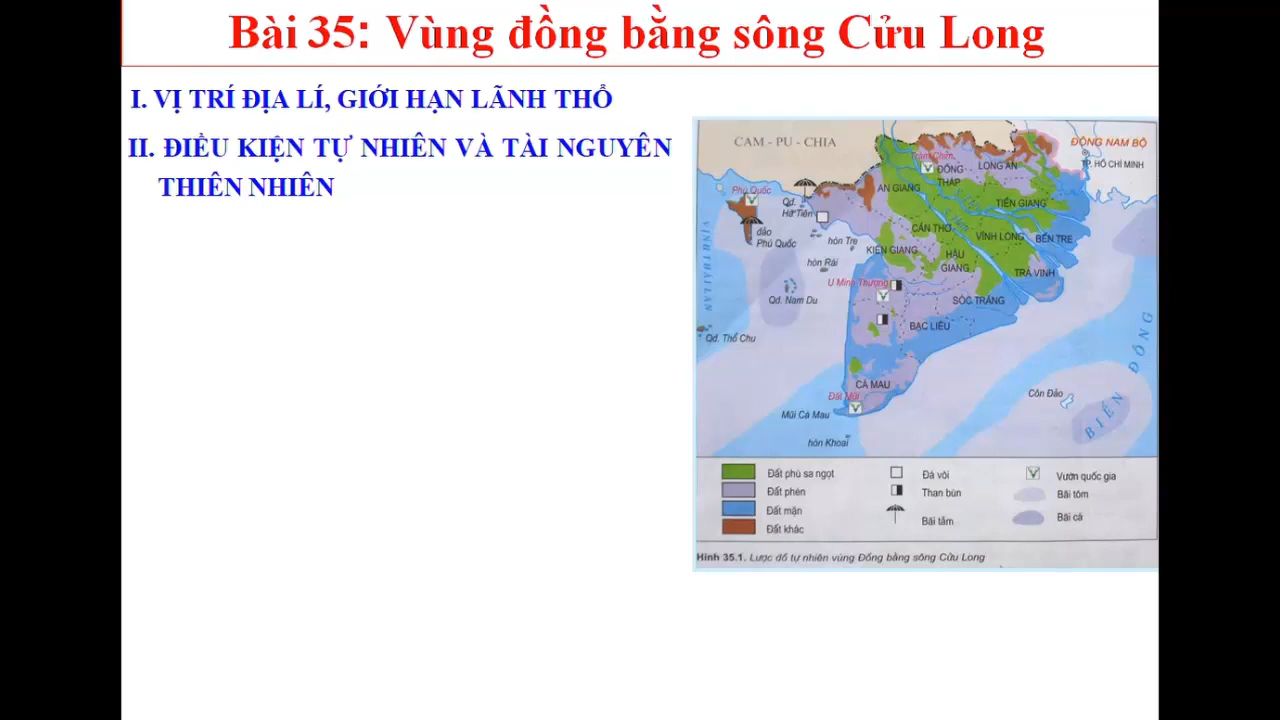 Bài 35: Vùng đồng bằng sông Cửu Long
I. VỊ TRÍ ĐỊA LÍ, GIỚI HẠN LÃNH THỔ
II. ĐIỀU KIỆN TỰ NHIÊN VÀ TÀI NGUYÊN
THIÊN NHIÊN
CAM - PU - CHIA
ĐÔNG NAM BỘ
TP. HỒ CHÍ MINH
Tràm Chim
LONG AN
ĐỒNG
THÁP
AN GIANG
Phú Quốc
Qđ.
Hà Tiên
TIỀN GIANG
đảo
Phú Quốc
hòn Tre
CẦN THƠ
VĨNH LONG
BẾN TRE
KIÊN GIANG
HẬU
GIANG
hòn Rái
TRÀ VINH
VỊNH THÁI LAN
U Minh Thượng
Qđ. Nam Du
SÓC TRĂNG
BẠC LIÊU
Qđ. Thổ Chu
CÀ MAU
Đất Mũi
Côn Đảo
Mũi Cà Mau
BIỂN ĐÔNG
hòn Khoai
Đất phù sa ngọt
Đá vôi
Vườn quốc gia
Đất phèn
Than bùn
Bãi tôm
Đất mặn
Bãi tắm
Bãi cá
Đất khác
Hình 35.1. Lược đồ tự nhiên vùng Đồng bằng sông Cửu Long